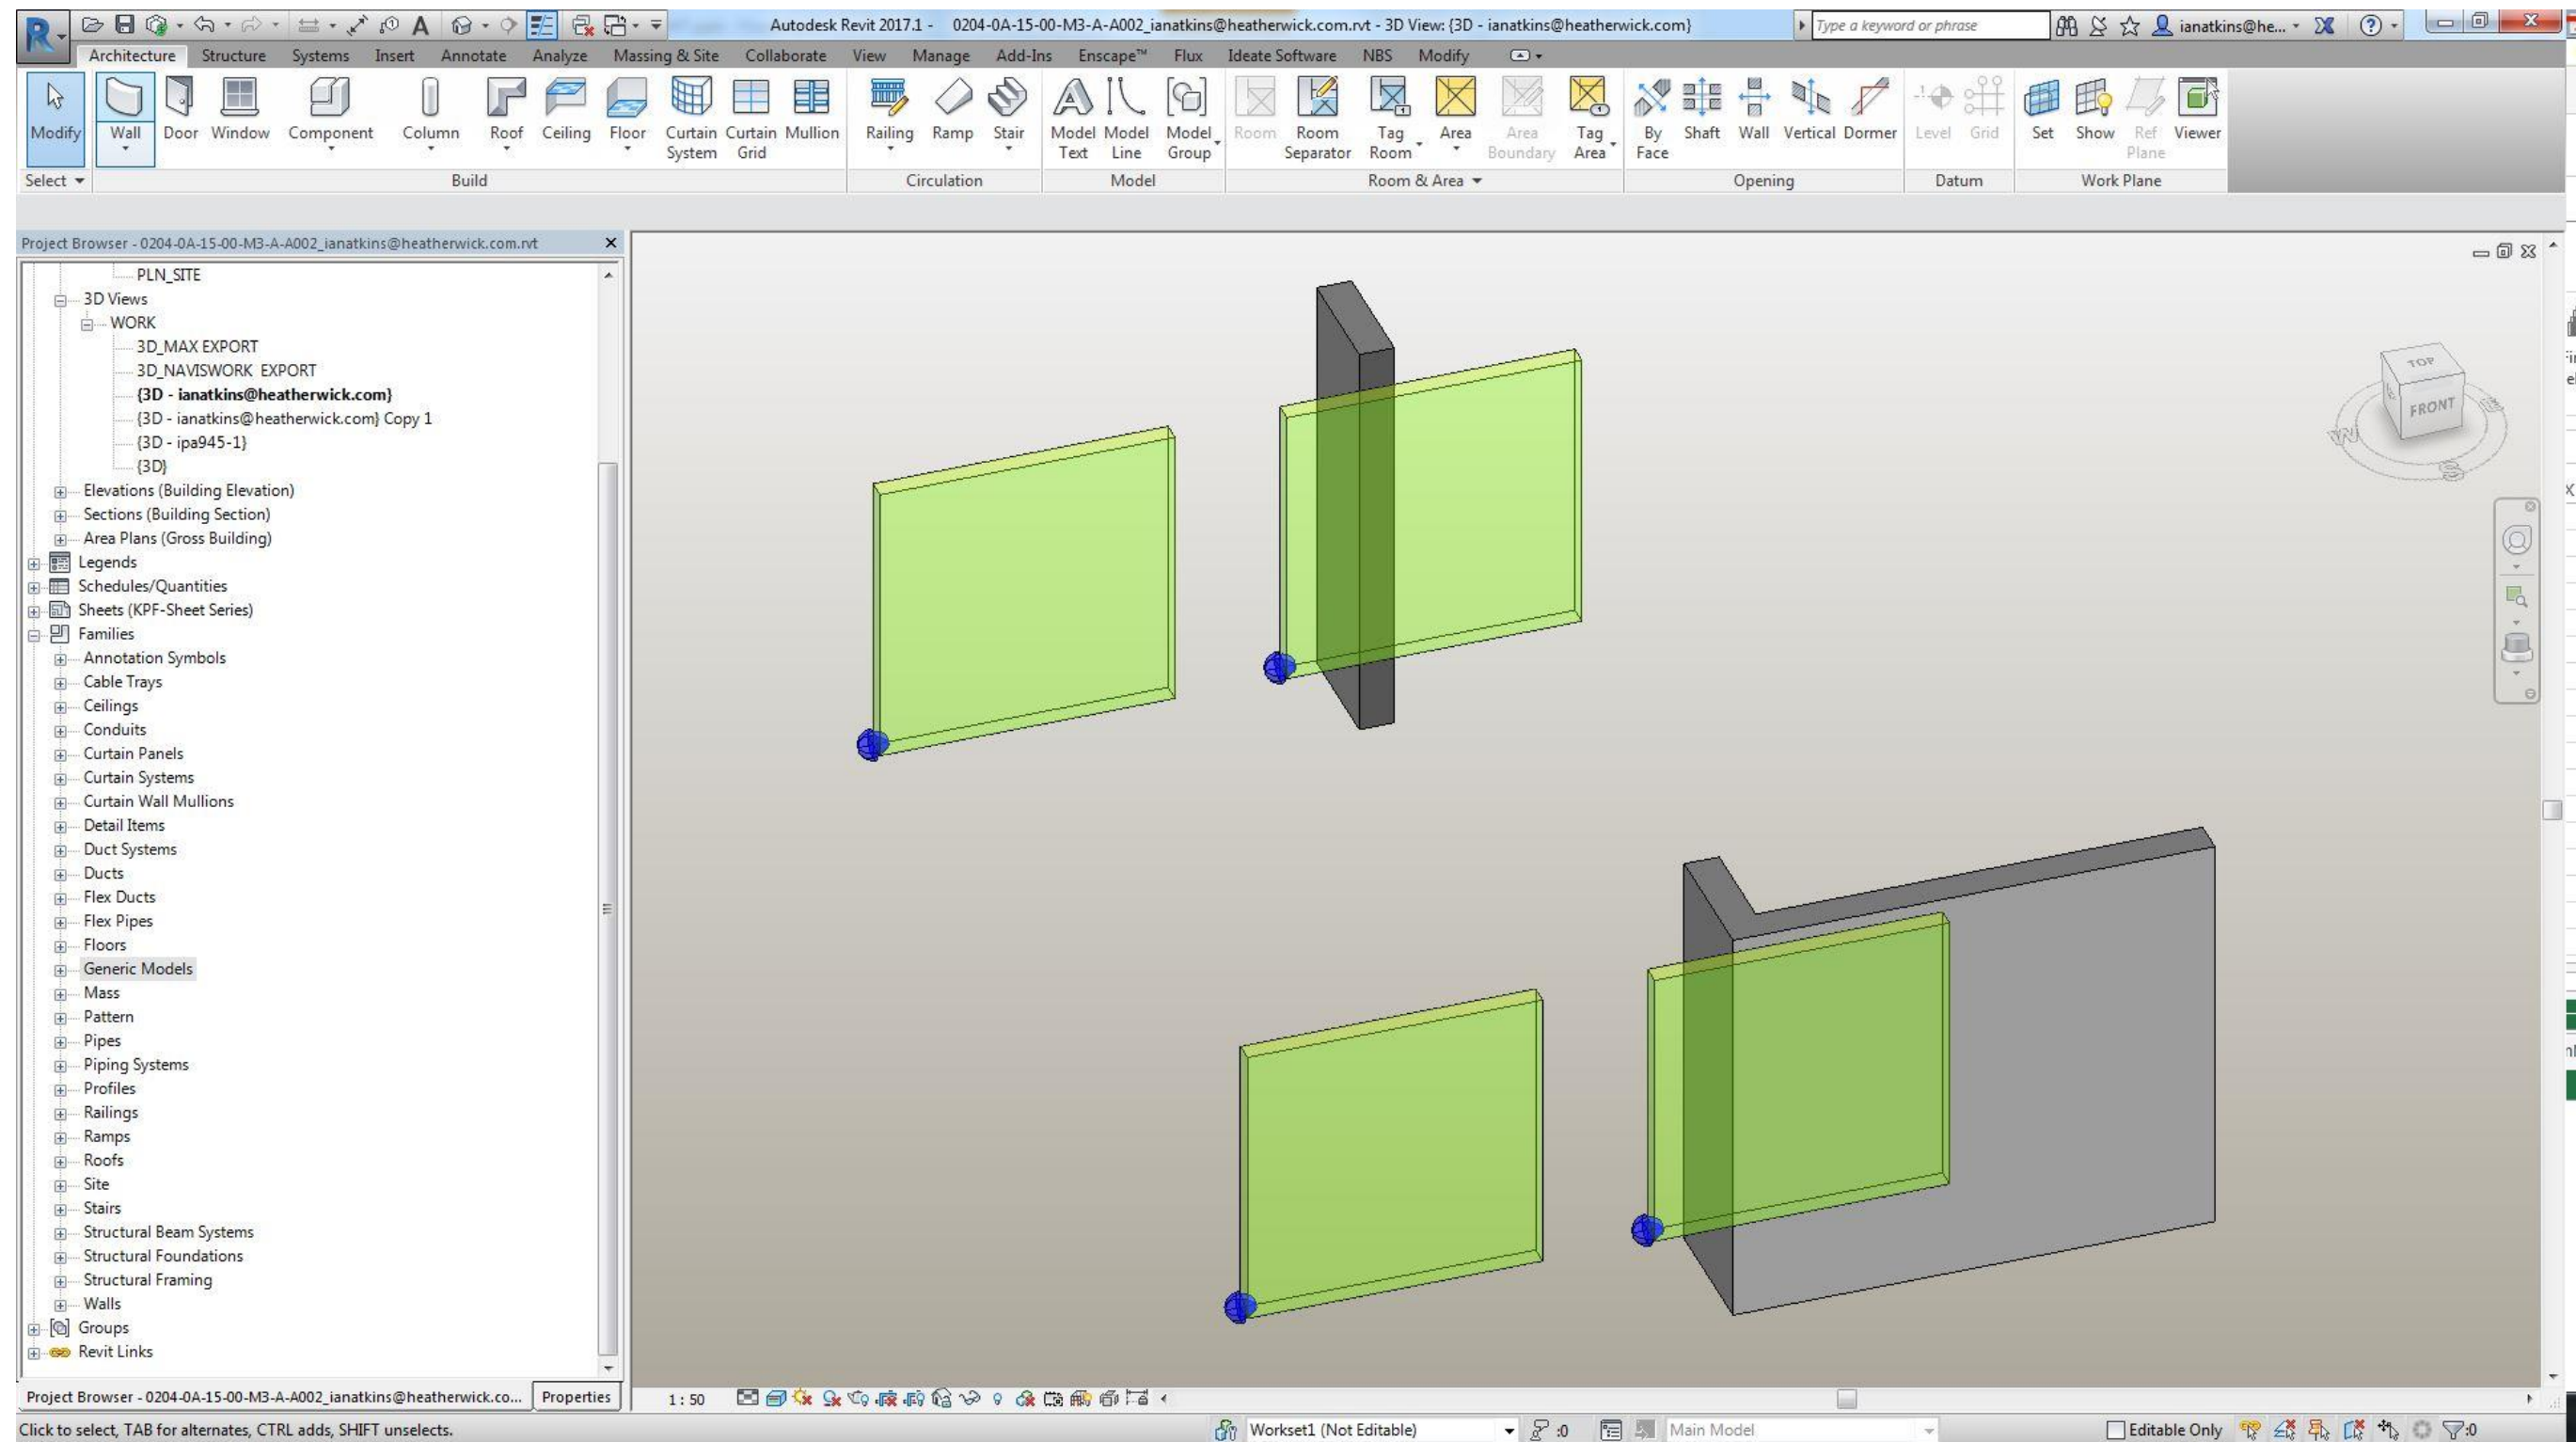 Autodesk Revit 2017.1 - 0204-0A-15-00-M3-A-A002_ianatkins@heatherwick.com.rvt - 3D View: {3D - ianatkins@heatherwick.com}
Type a keyword or phrase
ianatkins@he...
Architecture Structure Systems Insert Annotate Analyze Massing & Site Collaborate View Manage Add-Ins Enscape™ Flux Ideate Software NBS Modify
Modify Wall Door Window Component Column Roof Ceiling Floor Curtain System Curtain Grid Mullion Railing Ramp Stair Model Text Model Line Model Group Room Room Separator Tag Room Area Area Boundary Tag Area By Face Shaft Wall Vertical Dormer Level Grid Set Show Ref Plane Viewer
Select Build Circulation Model Room & Area Opening Datum Work Plane
Project Browser - 0204-0A-15-00-M3-A-A002_ianatkins@heatherwick.com.rvt
PLN_SITE
3D Views
WORK
3D_MAX EXPORT
3D_NAVISWORK EXPORT
{3D - ianatkins@heatherwick.com}
{3D - ianatkins@heatherwick.com} Copy 1
{3D - ipa945-1}
{3D}
Elevations (Building Elevation)
Sections (Building Section)
Area Plans (Gross Building)
Legends
Schedules/Quantities
Sheets (KPF-Sheet Series)
Families
Annotation Symbols
Cable Trays
Ceilings
Conduits
Curtain Panels
Curtain Systems
Curtain Wall Mullions
Detail Items
Duct Systems
Ducts
Flex Ducts
Flex Pipes
Floors
Generic Models
Mass
Pattern
Pipes
Piping Systems
Profiles
Railings
Ramps
Roofs
Site
Stairs
Structural Beam Systems
Structural Foundations
Structural Framing
Walls
Groups
Revit Links
TOP
FRONT
W
S
Project Browser - 0204-0A-15-00-M3-A-A002_ianatkins@heatherwick.co... Properties
1 : 50
Click to select, TAB for alternates, CTRL adds, SHIFT unselects.
Workset1 (Not Editable)
:0
Main Model
Editable Only
:0